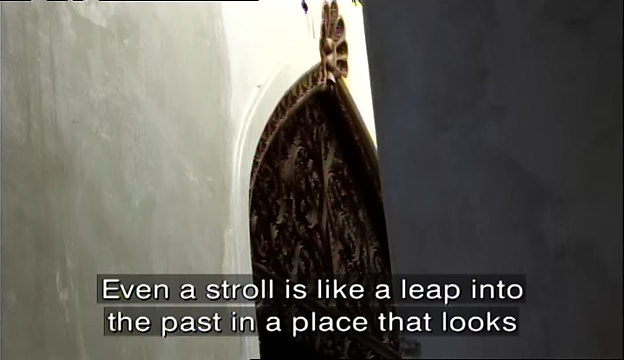 Even a stroll is like a leap into
the past in a place that looks